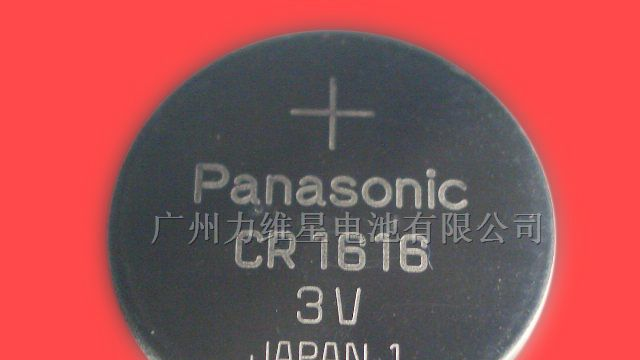 +
Panasonic
广州力维星电池有限公司
CR1616
3V
JAPAN 1